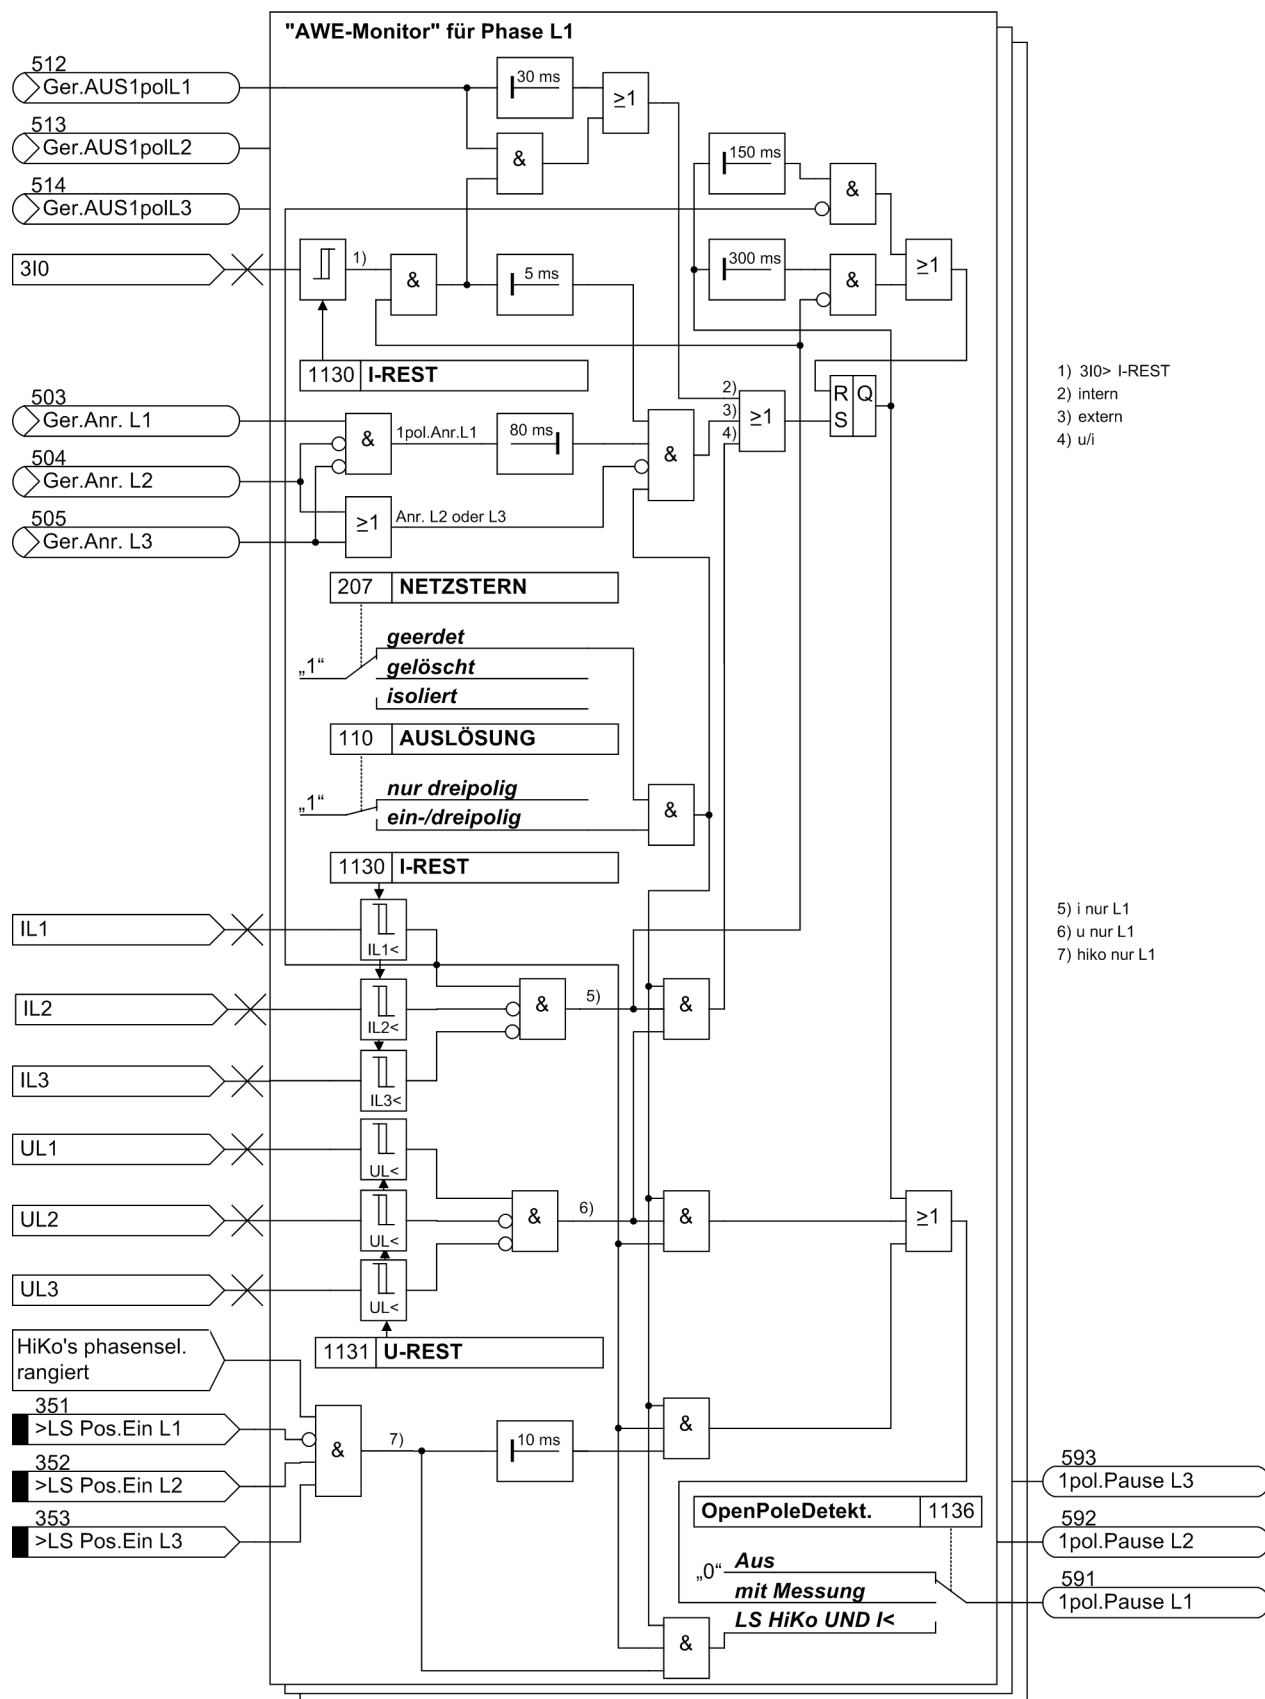 "AWE-Monitor" für Phase L1
512
Ger.AUS1polL1
30 ms
≥1
513
Ger.AUS1polL2
&
150 ms
&
514
Ger.AUS1polL3
3I0
1)
&
5 ms
300 ms
&
≥1
1130 I-REST
1) 3I0> I-REST
2) intern
3) extern
4) u/i
503
Ger.Anr. L1
&
1pol.Anr.L1
80 ms
&
2)
3)
4)
≥1
R Q
S
504
Ger.Anr. L2
505
Ger.Anr. L3
≥1
Anr. L2 oder L3
207 NETZSTERN
„1“
geerdet
gelöscht
isoliert
110 AUSLÖSUNG
„1“
nur dreipolig
ein-/dreipolig
&
1130 I-REST
IL1
IL1<
5) i nur L1
6) u nur L1
7) hiko nur L1
IL2
IL2<
&
5)
&
IL3
IL3<
UL1
UL<
UL2
UL<
&
6)
&
≥1
UL3
UL<
1131 U-REST
HiKo's phasensel.
rangiert
351
>LS Pos.Ein L1
&
7)
10 ms
&
352
>LS Pos.Ein L2
353
>LS Pos.Ein L3
593
1pol.Pause L3
OpenPoleDetekt. 1136
592
1pol.Pause L2
„0“ Aus
mit Messung
LS HiKo UND I<
591
1pol.Pause L1
&